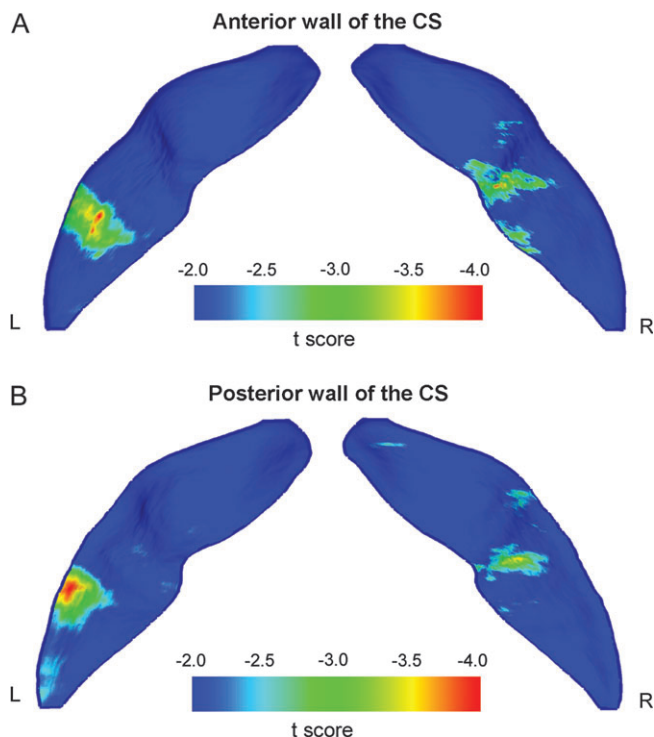 A
Anterior wall of the CS
-2.0 -2.5 -3.0 -3.5 -4.0
L
t score
R
B
Posterior wall of the CS
-2.0 -2.5 -3.0 -3.5 -4.0
L
t score
R